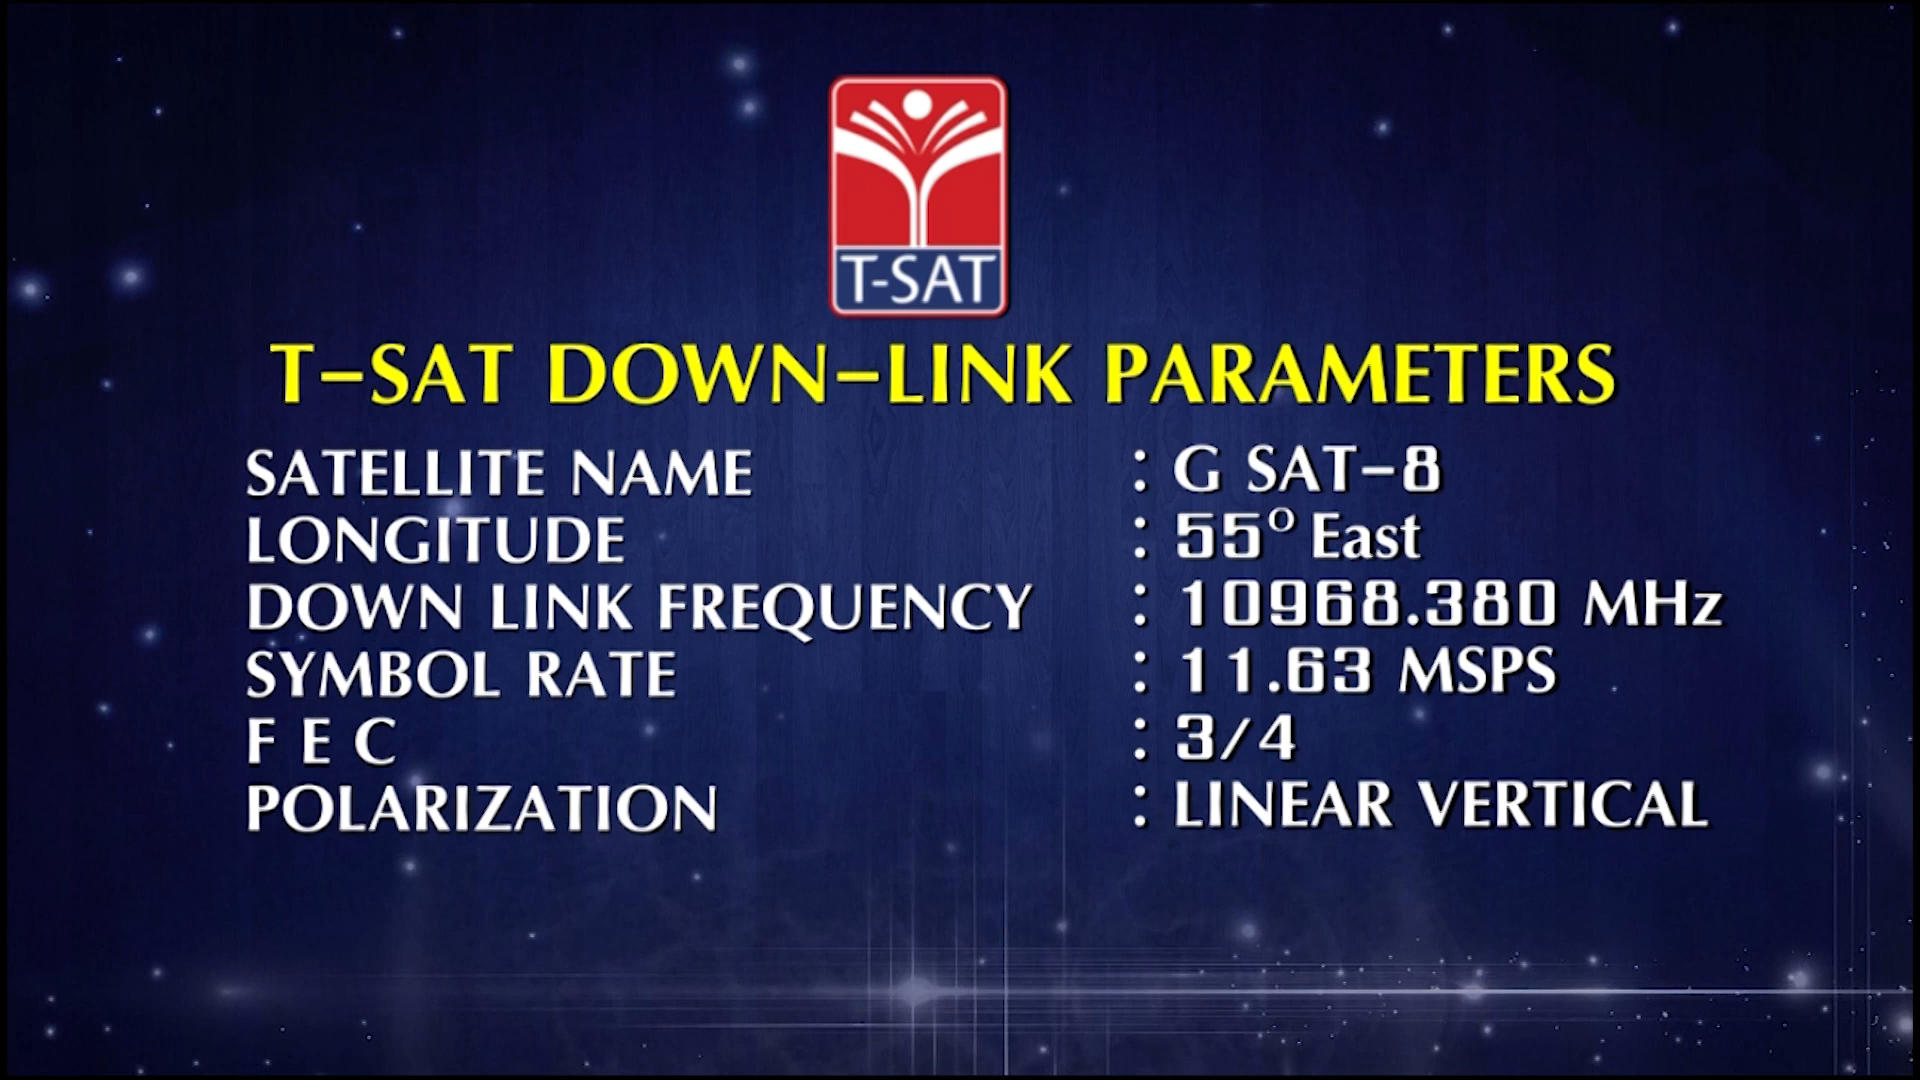 T-SAT
T-SAT DOWN-LINK PARAMETERS
SATELLITE NAME : G SAT-8
LONGITUDE : 55° East
DOWN LINK FREQUENCY : 10968.380 MHz
SYMBOL RATE : 11.63 MSPS
F E C : 3/4
POLARIZATION : LINEAR VERTICAL